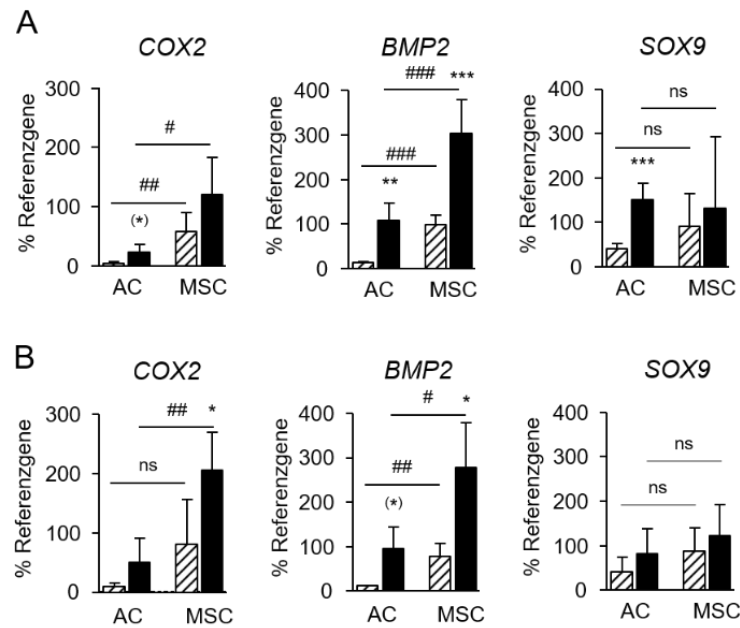 A
COX2 BMP2 SOX9
% Referenzgene
300
200
100
0
#
##
(*)
AC MSC
% Referenzgene
400
300
200
100
0
###
***
###
**
AC MSC
% Referenzgene
400
300
200
100
0
ns
ns
***
AC MSC
B
COX2 BMP2 SOX9
% Referenzgene
300
200
100
0
##
*
ns
AC MSC
% Referenzgene
400
300
200
100
0
#
*
##
(*)
AC MSC
% Referenzgene
400
300
200
100
0
ns
ns
AC MSC